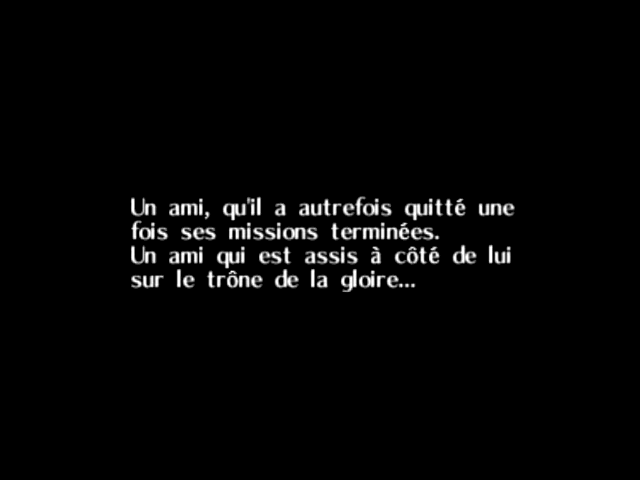 Un ami, qu'il a autrefois quitté une
fois ses missions terminées.
Un ami qui est assis à côté de lui
sur le trône de la gloire...